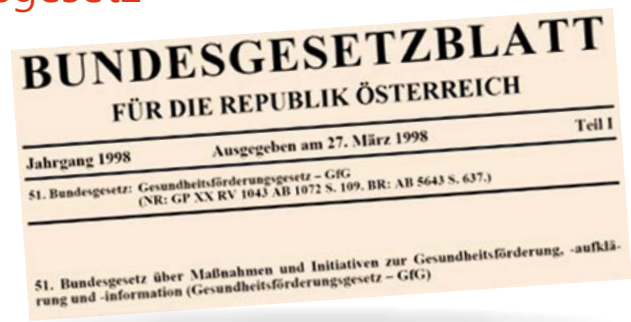 gesetz
BUNDESGESETZBLATT
FÜR DIE REPUBLIK ÖSTERREICH
Jahrgang 1998 Ausgegeben am 27. März 1998 Teil I
51. Bundesgesetz: Gesundheitsförderungsgesetz – GfG
(NR: GP XX RV 1043 AB 1072 S. 109. BR: AB 5643 S. 637.)
51. Bundesgesetz über Maßnahmen und Initiativen zur Gesundheitsförderung, -aufklä-
rung und -information (Gesundheitsförderungsgesetz – GfG)